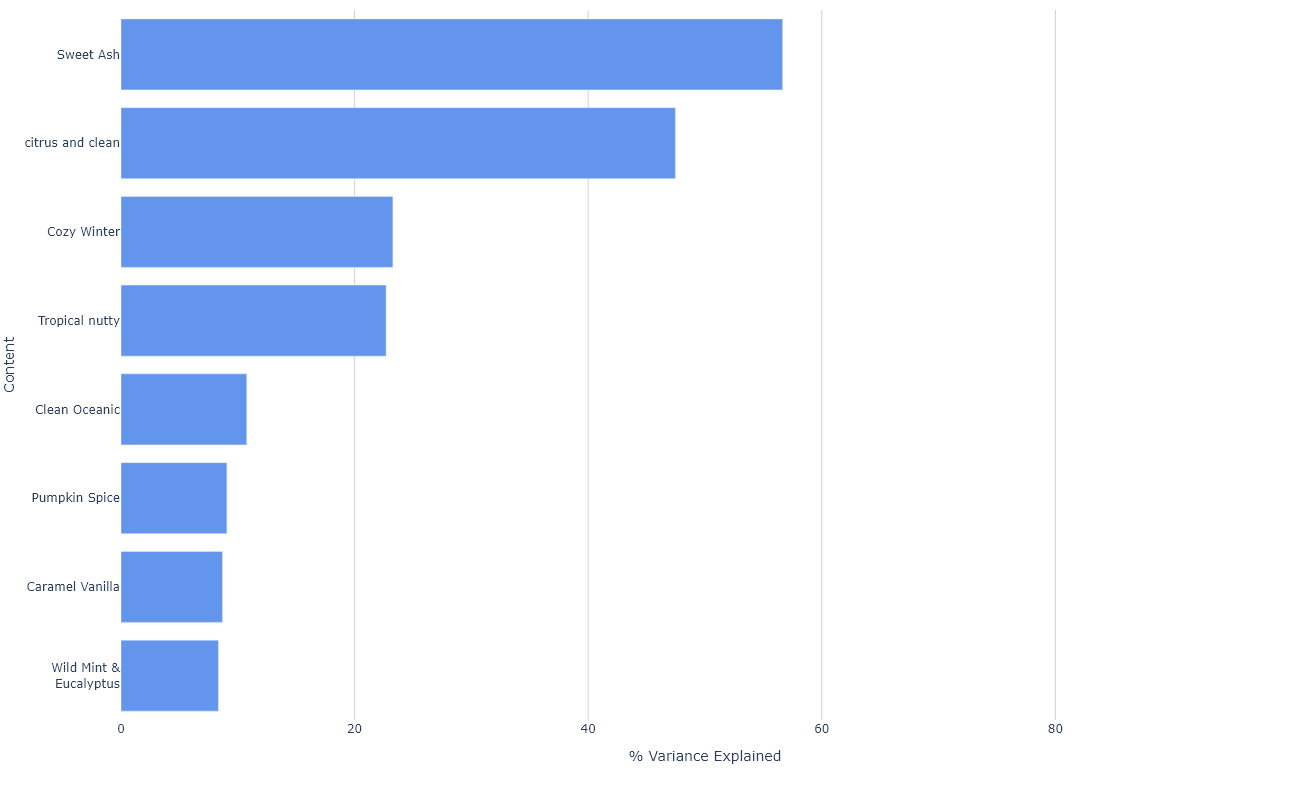 Sweet Ash
citrus and clean
Cozy Winter
Tropical nutty
Clean Oceanic
Pumpkin Spice
Caramel Vanilla
Wild Mint &
Eucalyptus
Content
0
20
40
60
80
% Variance Explained